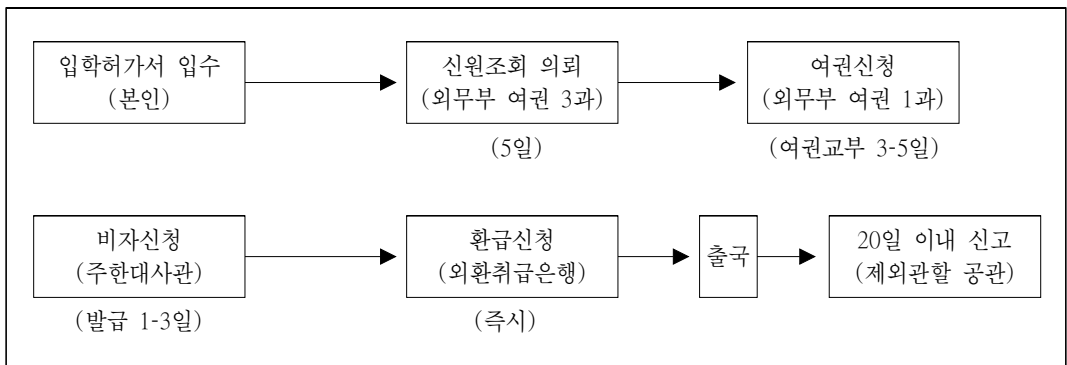 입학허가서 입수
(본인)
신원조회 의뢰
(외무부 여권 3과)
(5일)
여권신청
(외무부 여권 1과)
(여권교부 3-5일)
비자신청
(주한대사관)
(발급 1-3일)
환급신청
(외환취급은행)
(즉시)
출국
20일 이내 신고
(제외관할 공관)